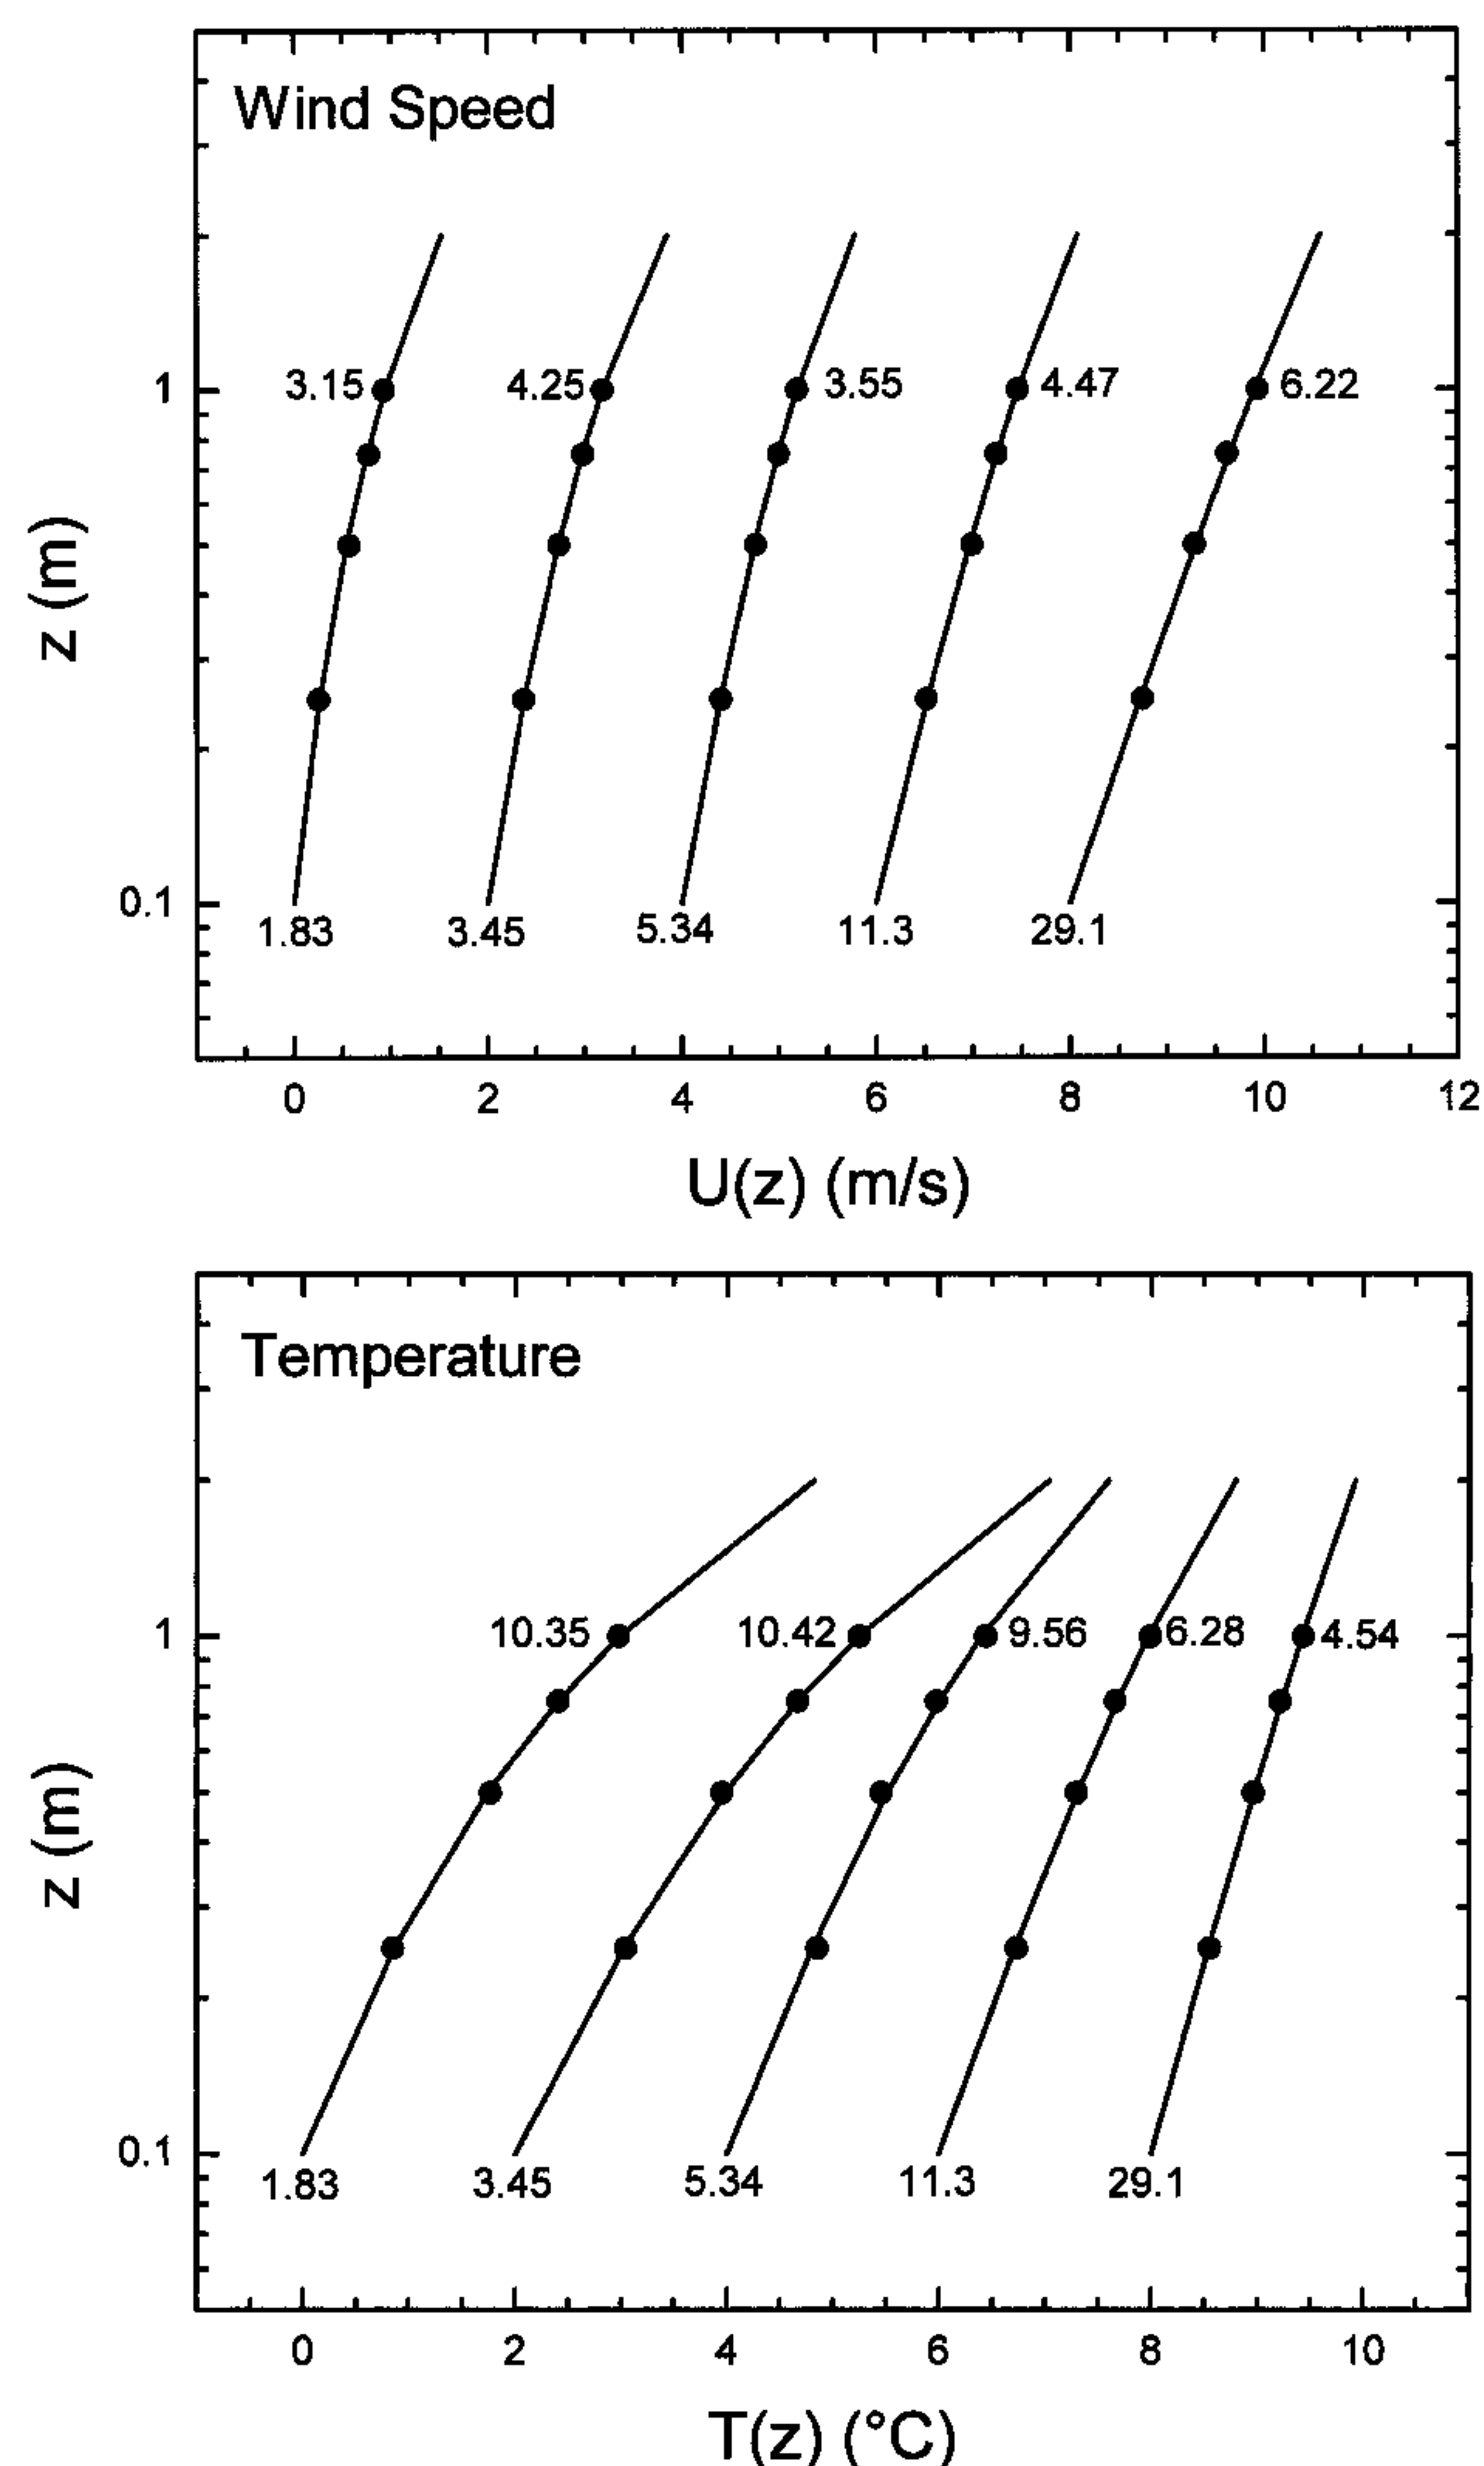 Wind Speed
3.15 4.25 3.55 4.47 6.22
1
z (m)
0.1
1.83 3.45 5.34 11.3 29.1
0 2 4 6 8 10 12
U(z) (m/s)
Temperature
10.35 10.42 9.56 6.28 4.54
1
z (m)
0.1
1.83 3.45 5.34 11.3 29.1
0 2 4 6 8 10
T(z) (°C)